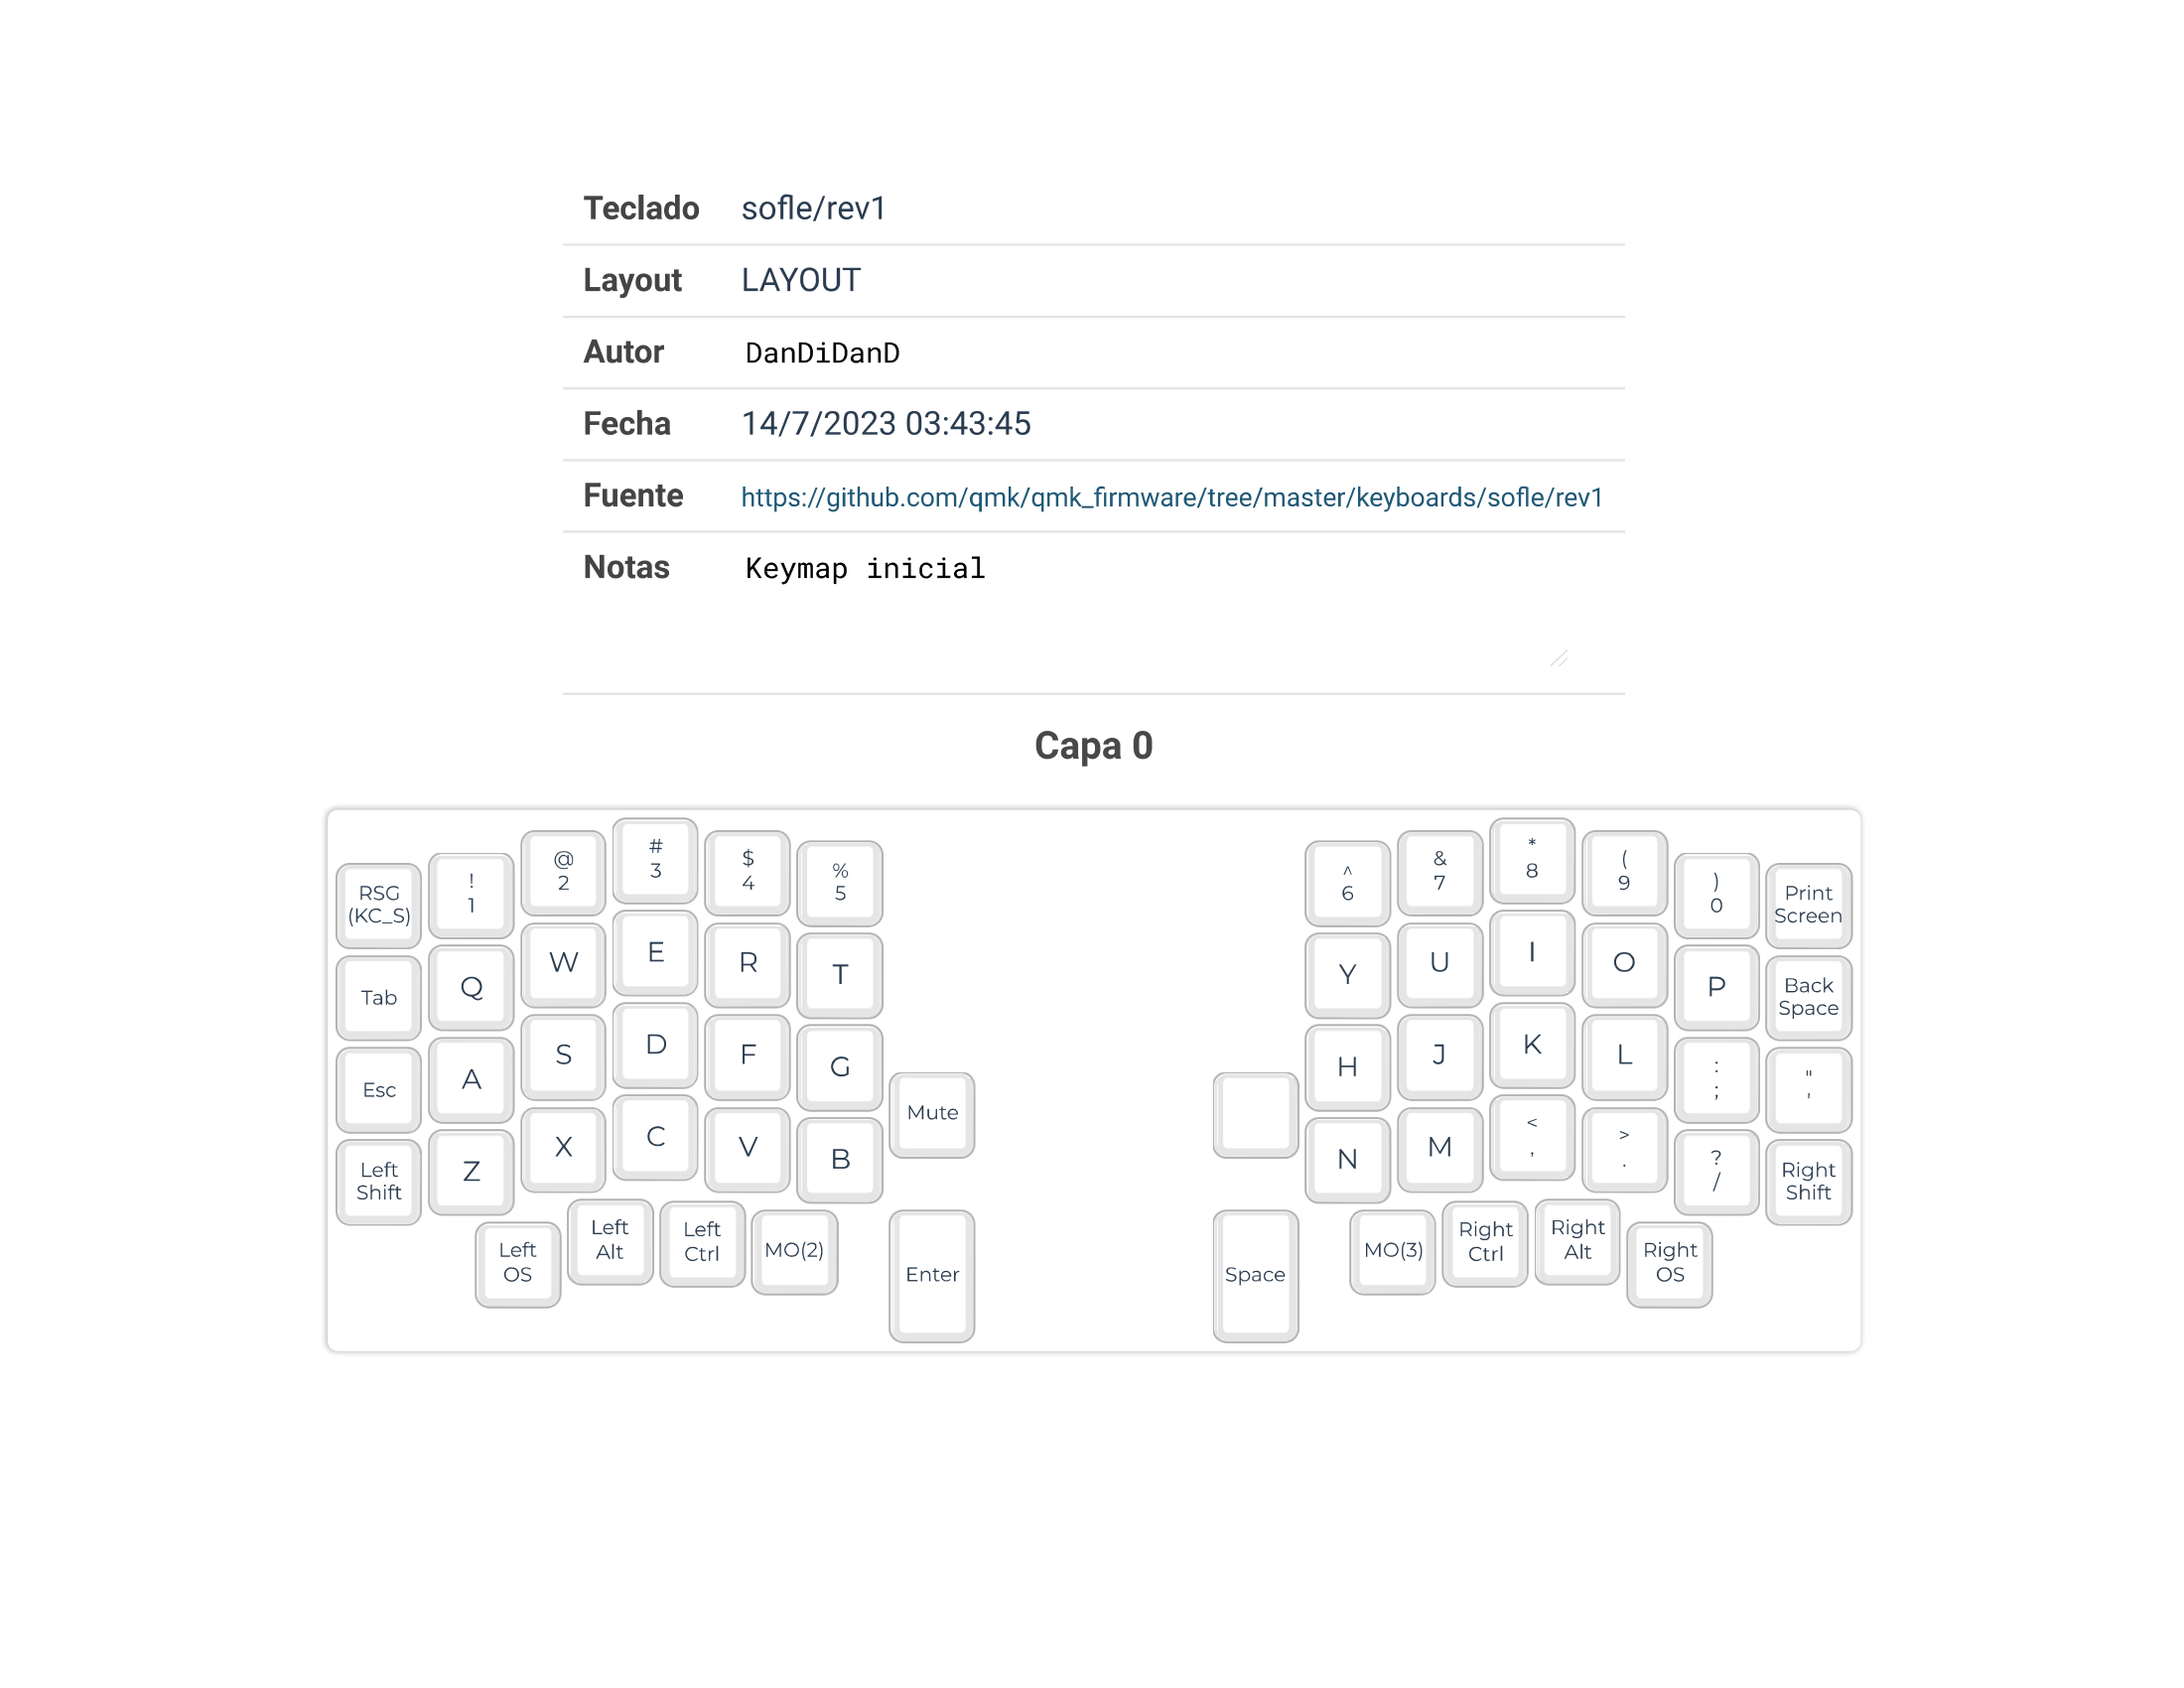 Teclado sofle/rev1
Layout LAYOUT
Autor DanDiDanD
Fecha 14/7/2023 03:43:45
Fuente https://github.com/qmk/qmk_firmware/tree/master/keyboards/sofle/rev1
Notas Keymap inicial
Capa 0
RSG (KC_S) ! 1 @ 2 # 3 $ 4 % 5 ^ 6 & 7 * 8 ( 9 ) 0 Print Screen
Tab Q W E R T Y U I O P Back Space
Esc A S D F G H J K L : ; " '
Left Shift Z X C V B Mute N M < , > . ? / Right Shift
Left OS Left Alt Left Ctrl MO(2) Enter Space MO(3) Right Ctrl Right Alt Right OS